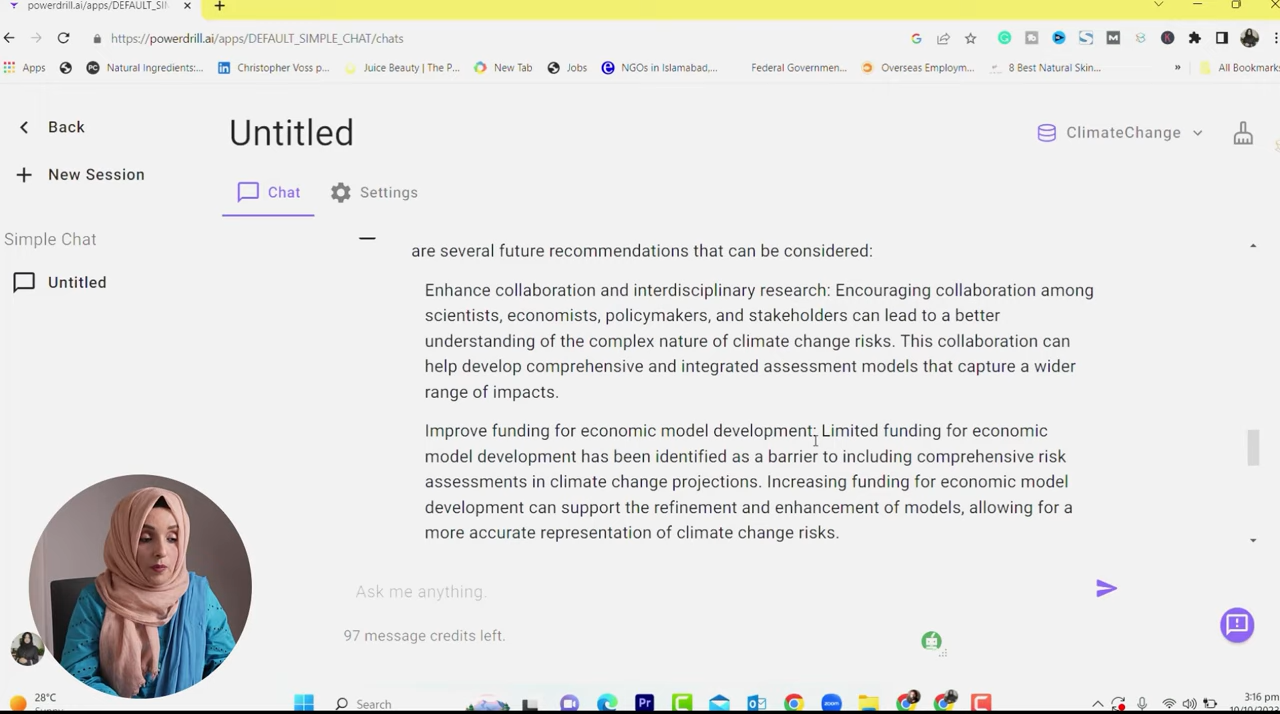 powerdrill.ai/apps/DEFAULT_SI
https://powerdrill.ai/apps/DEFAULT_SIMPLE_CHAT/chats
Apps
Natural Ingredients:...
Christopher Voss p...
Juice Beauty | The P...
New Tab
Jobs
NGOs in Islamabad,...
Federal Governmen...
Overseas Employm...
8 Best Natural Skin...
»
All Bookmarks
Back
Untitled
ClimateChange
New Session
Chat
Settings
Simple Chat
Untitled
are several future recommendations that can be considered:
Enhance collaboration and interdisciplinary research: Encouraging collaboration among
scientists, economists, policymakers, and stakeholders can lead to a better
understanding of the complex nature of climate change risks. This collaboration can
help develop comprehensive and integrated assessment models that capture a wider
range of impacts.
Improve funding for economic model development: Limited funding for economic
model development has been identified as a barrier to including comprehensive risk
assessments in climate change projections. Increasing funding for economic model
development can support the refinement and enhancement of models, allowing for a
more accurate representation of climate change risks.
Ask me anything.
97 message credits left.
28°C
Sunny
Search
Pr
zoom
3:16 pm